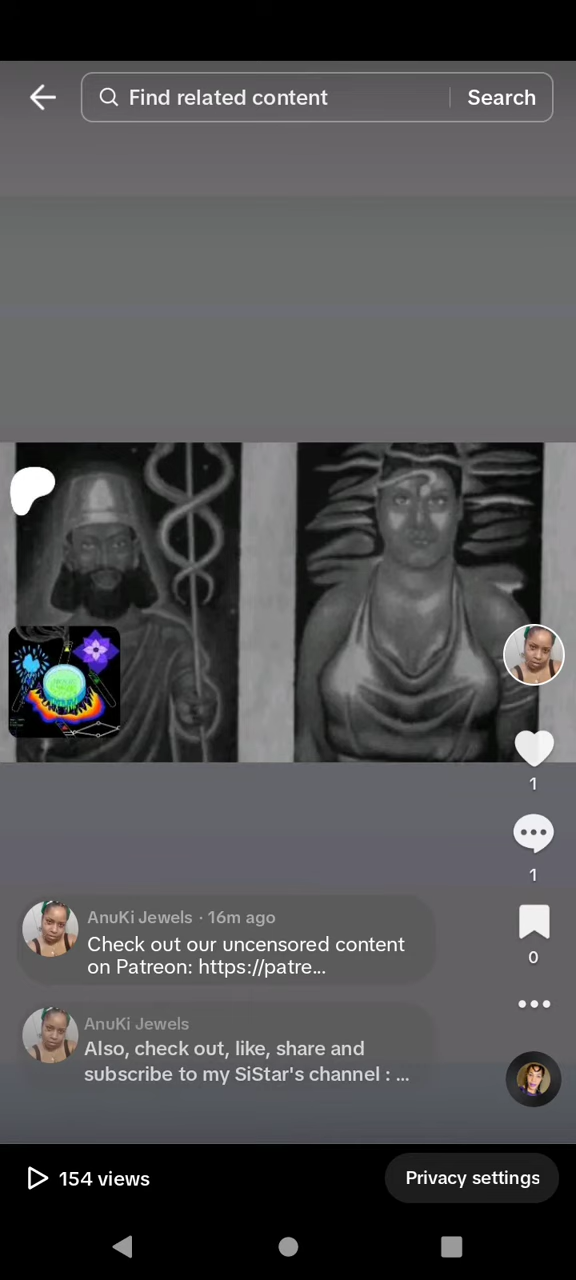 Find related content
Search
1
1
AnuKi Jewels · 16m ago
Check out our uncensored content
on Patreon: https://patre...
0
AnuKi Jewels
Also, check out, like, share and
subscribe to my SiStar's channel : ...
154 views
Privacy settings